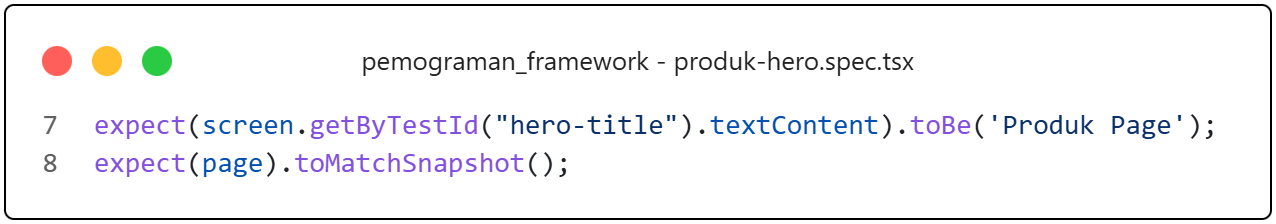 pemograman_framework - produk-hero.spec.tsx
7 expect(screen.getByTestId("hero-title").textContent).toBe('Produk Page');
8 expect(page).toMatchSnapshot();